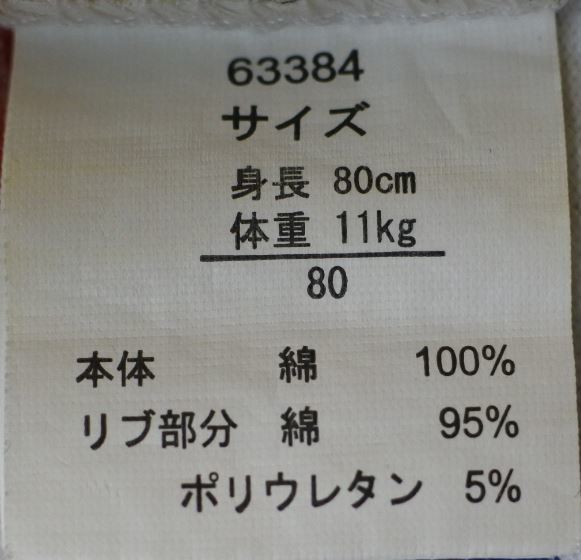 63384
サイズ
身長 80cm
体重 11kg
80
本体 綿 100%
リブ部分 綿 95%
ポリウレタン 5%